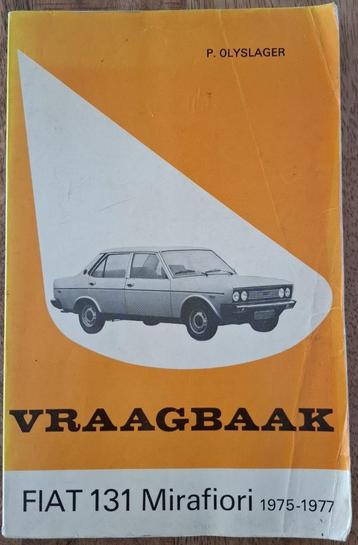 P. OLYSLAGER
VRAAGBAAK
FIAT 131 Mirafiori 1975-1977